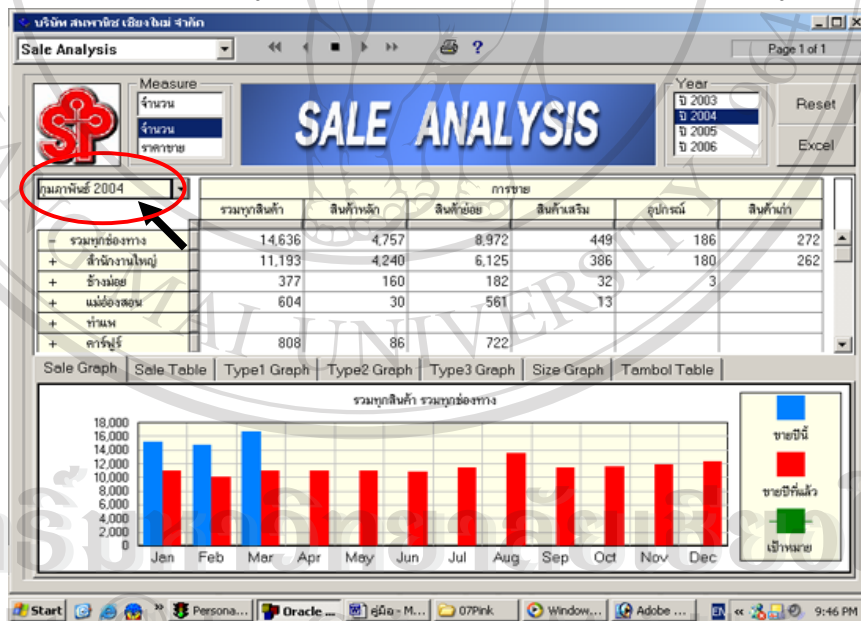 บริษัท สนพาณิช เชียงใหม่ จำกัด
Sale Analysis
?
Page 1 of 1
SP
Measure
จำนวน
จำนวน
ราคาขาย
SALE ANALYSIS
Year
ปี 2003
ปี 2004
ปี 2005
ปี 2006
Reset
Excel
กุมภาพันธ์ 2004
การขาย
รวมทุกสินค้า สินค้าหลัก สินค้าย่อย สินค้าเสริม อุปกรณ์ สินค้าเก่า
- รวมทุกช่องทาง 14,636 4,757 8,972 449 186 272
+ สำนักงานใหญ่ 11,193 4,240 6,125 386 180 262
+ ช้างม่อย 377 160 182 32 3
+ แม่ฮ่องสอน 604 30 561 13
+ ท่าแพ
+ คาร์ฟูร์ 808 86 722
Sale Graph Sale Table Type1 Graph Type2 Graph Type3 Graph Size Graph Tambol Table
รวมทุกสินค้า รวมทุกช่องทาง
18,000
16,000
14,000
12,000
10,000
8,000
6,000
4,000
2,000
0
Jan Feb Mar Apr May Jun Jul Aug Sep Oct Nov Dec
ขายปีนี้
ขายปีที่แล้ว
เป้าหมาย
Start Persona... Oracle ... คู่มือ - M... 07Pink Window... Adobe ... EN 9:46 PM